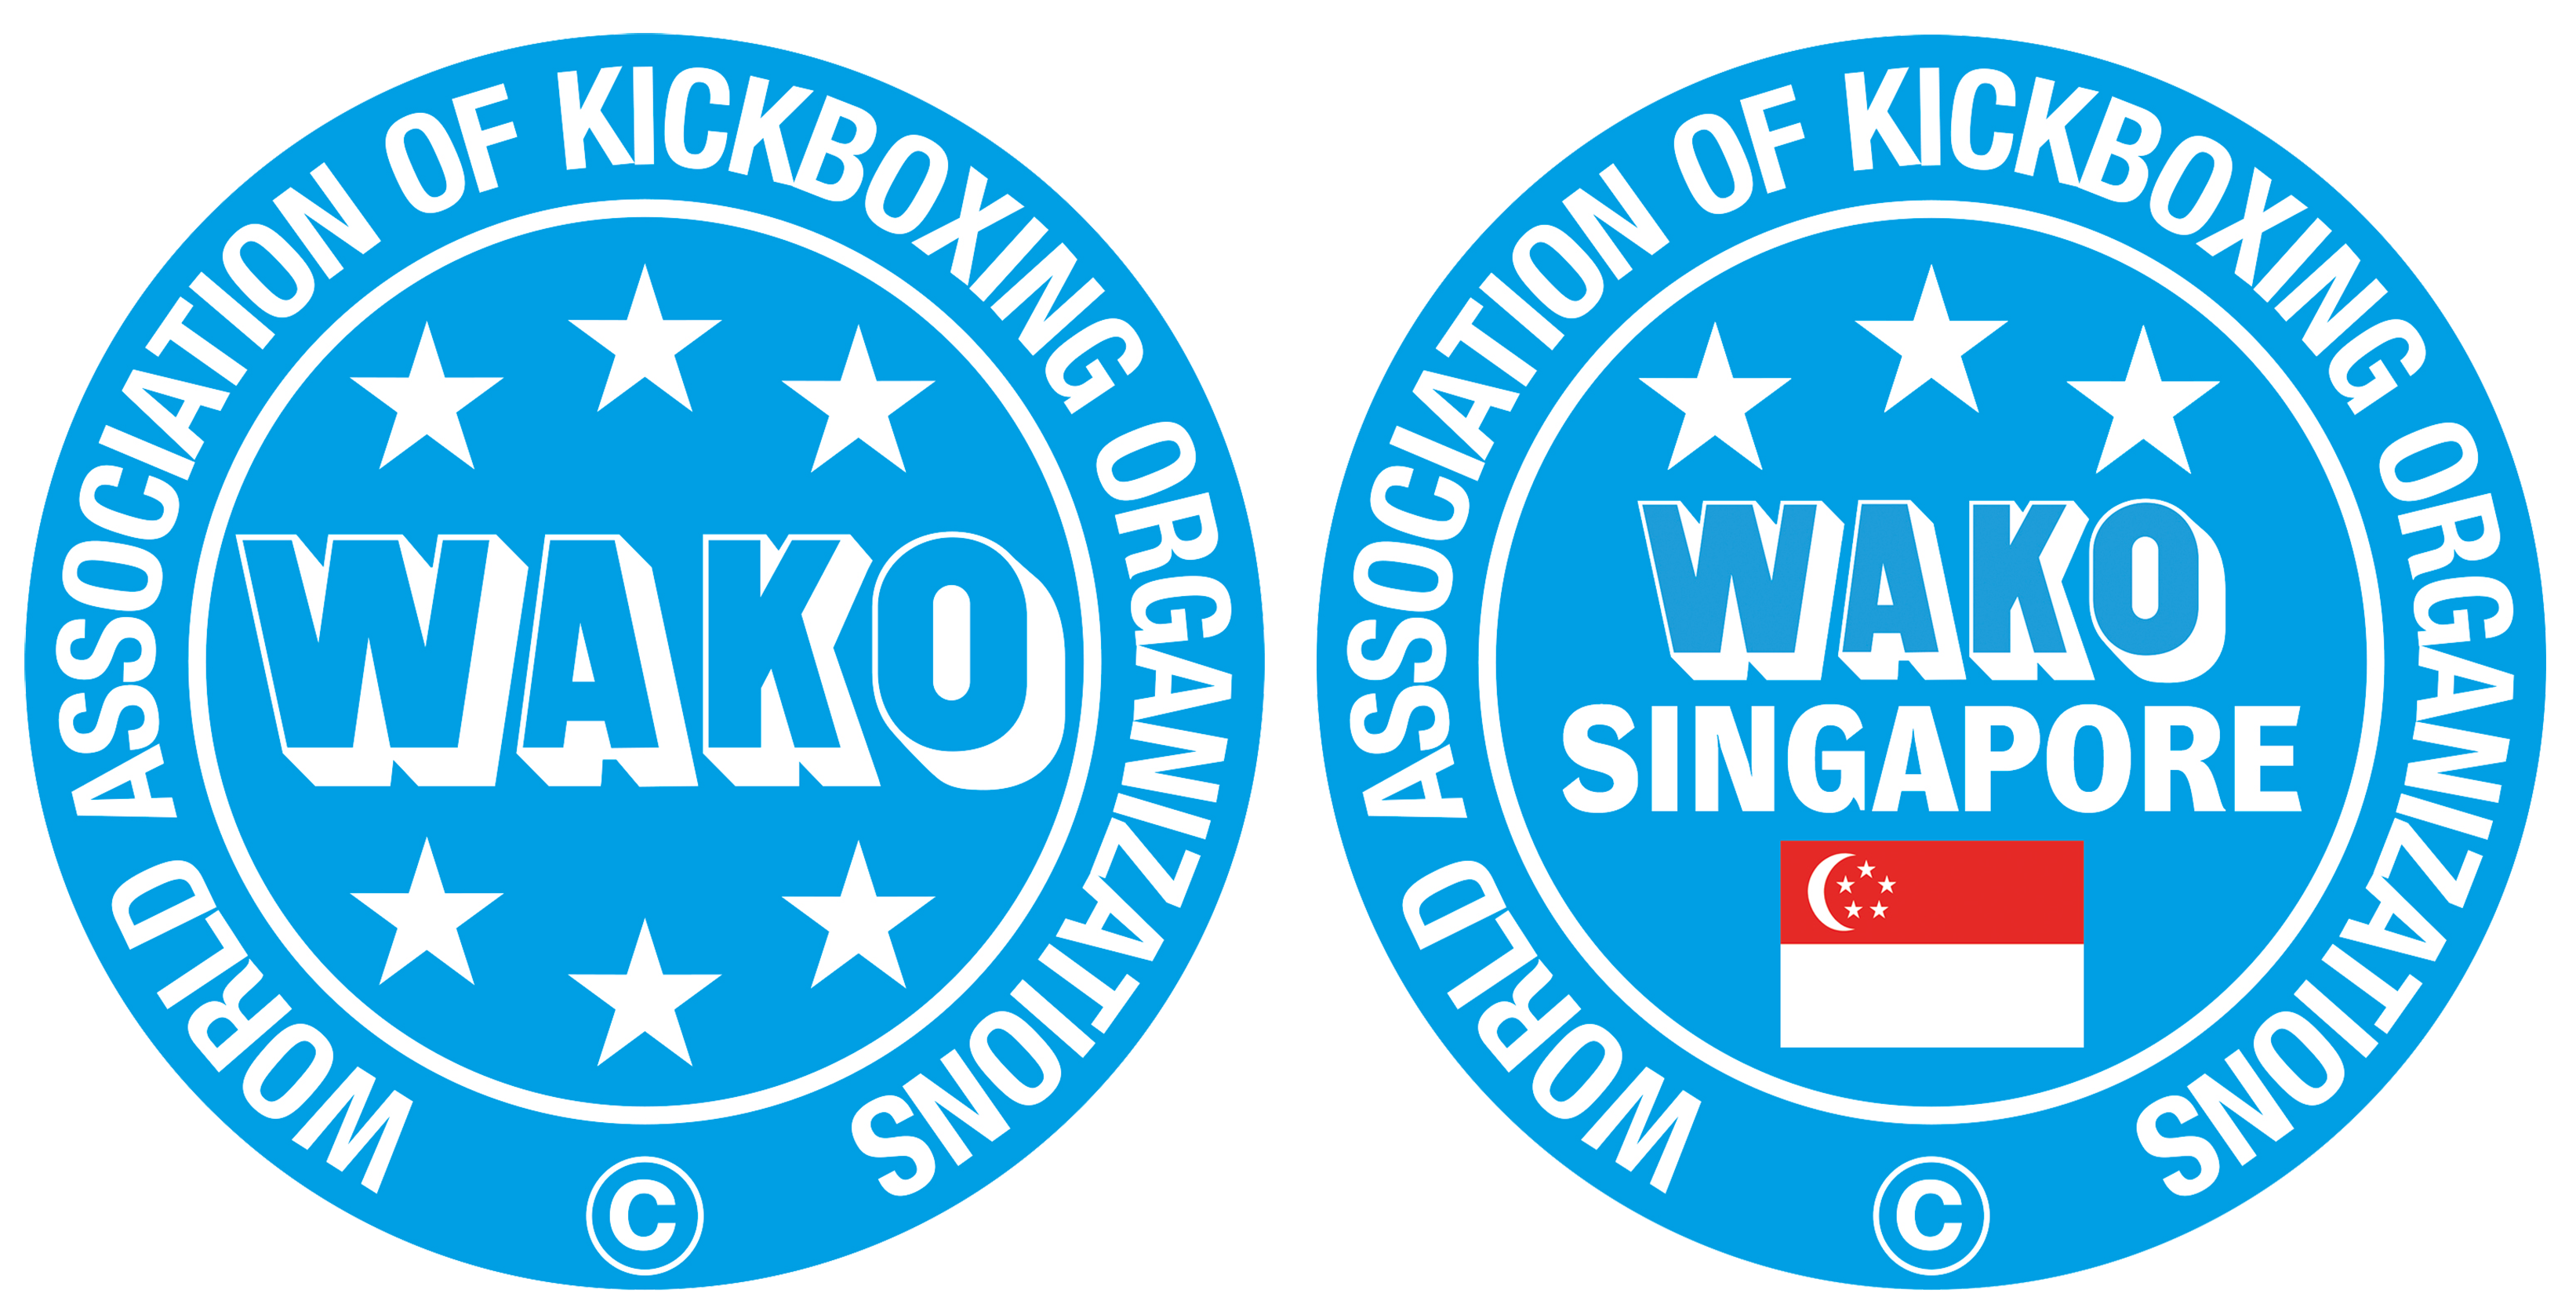 WORLD ASSOCIATION OF KICKBOXING ORGANIZATIONS
WAKO
©
WORLD ASSOCIATION OF KICKBOXING ORGANIZATIONS
WAKO
SINGAPORE
©